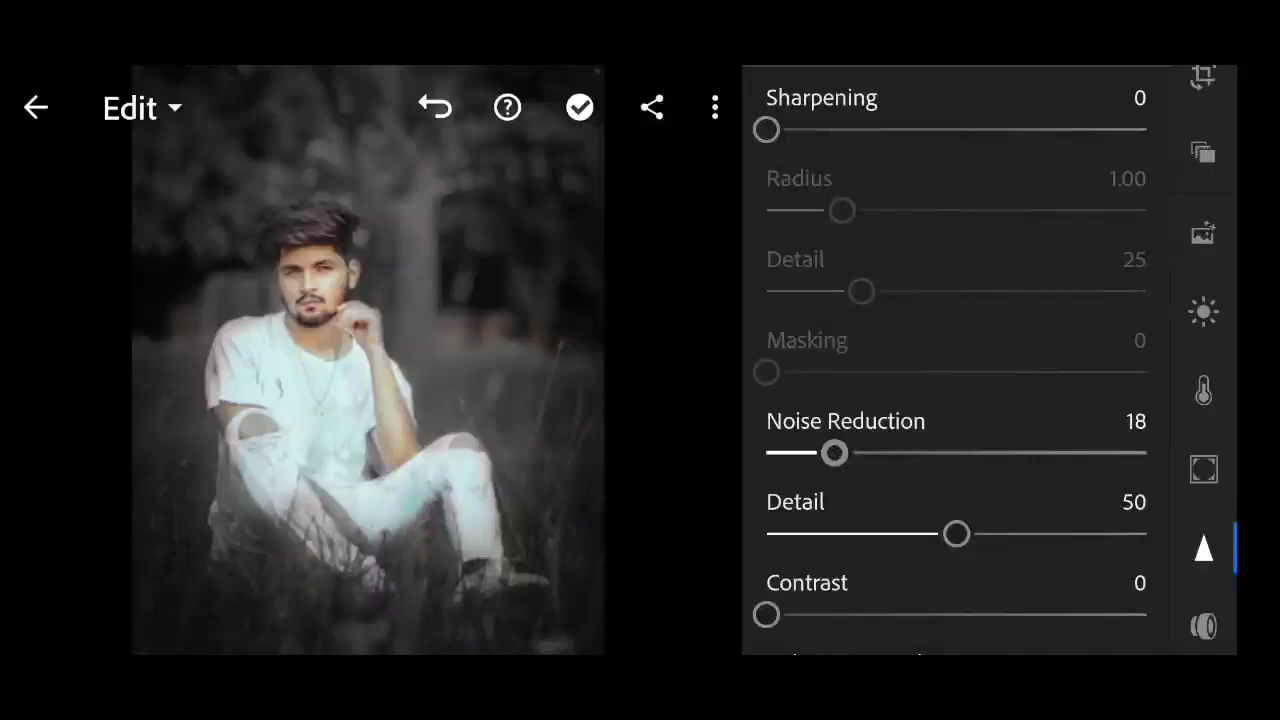 Edit
Sharpening 0
Radius 1.00
Detail 25
Masking 0
Noise Reduction 18
Detail 50
Contrast 0